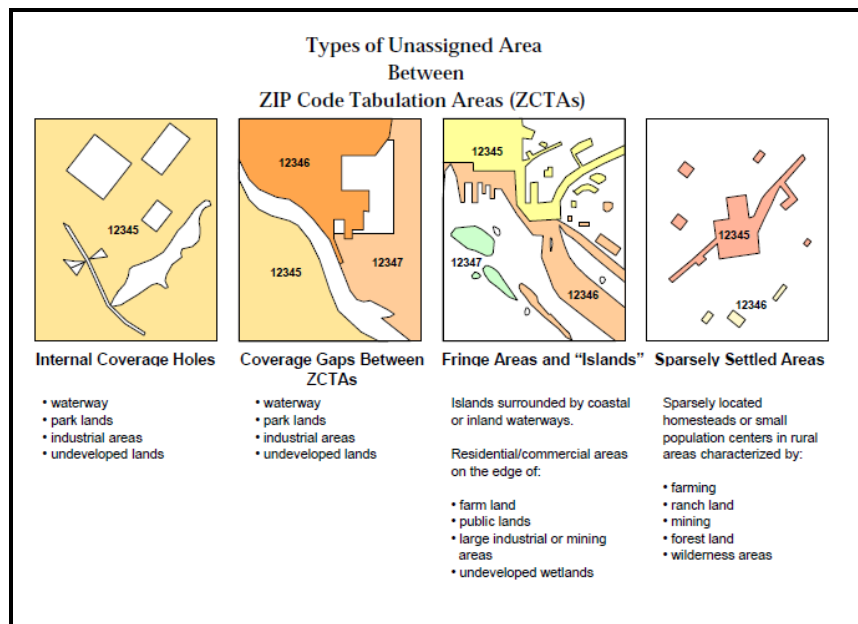 Types of Unassigned Area
Between
ZIP Code Tabulation Areas (ZCTAs)
12345
Internal Coverage Holes
• waterway
• park lands
• industrial areas
• undeveloped lands
12346
12345
12347
Coverage Gaps Between
ZCTAs
• waterway
• park lands
• industrial areas
• undeveloped lands
12345
12347
12346
Fringe Areas and “Islands”
Islands surrounded by coastal
or inland waterways.
Residential/commercial areas
on the edge of:
• farm land
• public lands
• large industrial or mining
areas
• undeveloped wetlands
12345
12346
Sparsely Settled Areas
Sparsely located
homesteads or small
population centers in rural
areas characterized by:
• farming
• ranch land
• mining
• forest land
• wilderness areas